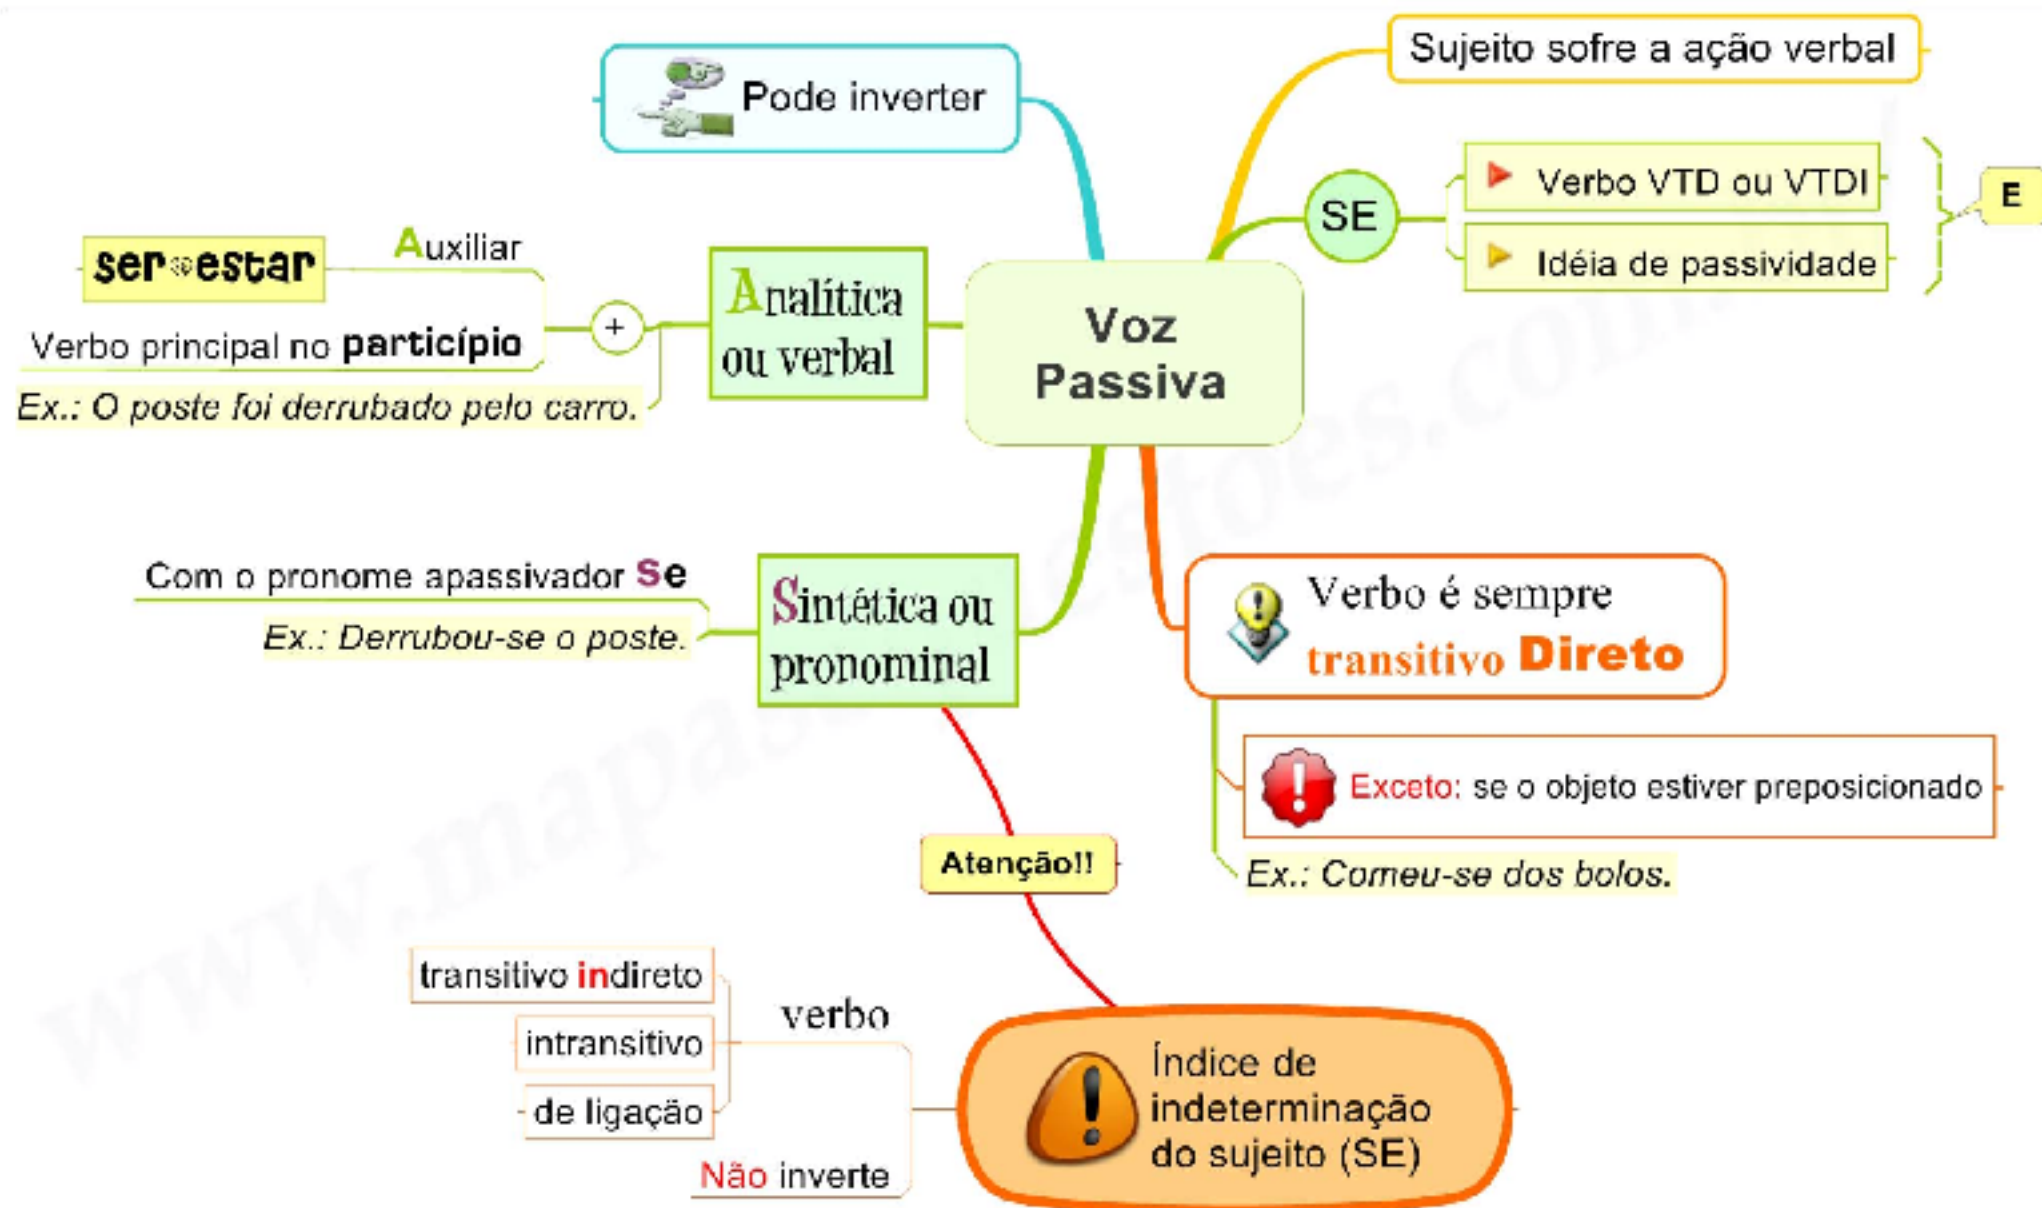 Sujeito sofre a ação verbal
Pode inverter
SE
Verbo VTD ou VTDI
Idéia de passividade
E
Voz
Passiva
Analítica
ou verbal
+
Auxiliar
ser estar
Verbo principal no particípio
Ex.: O poste foi derrubado pelo carro.
Sintética ou
pronominal
Com o pronome apassivador Se
Ex.: Derrubou-se o poste.
Verbo é sempre
transitivo Direto
Exceto: se o objeto estiver preposicionado
Ex.: Comeu-se dos bolos.
Atenção!!
Índice de
indeterminação
do sujeito (SE)
verbo
transitivo indireto
intransitivo
de ligação
Não inverte